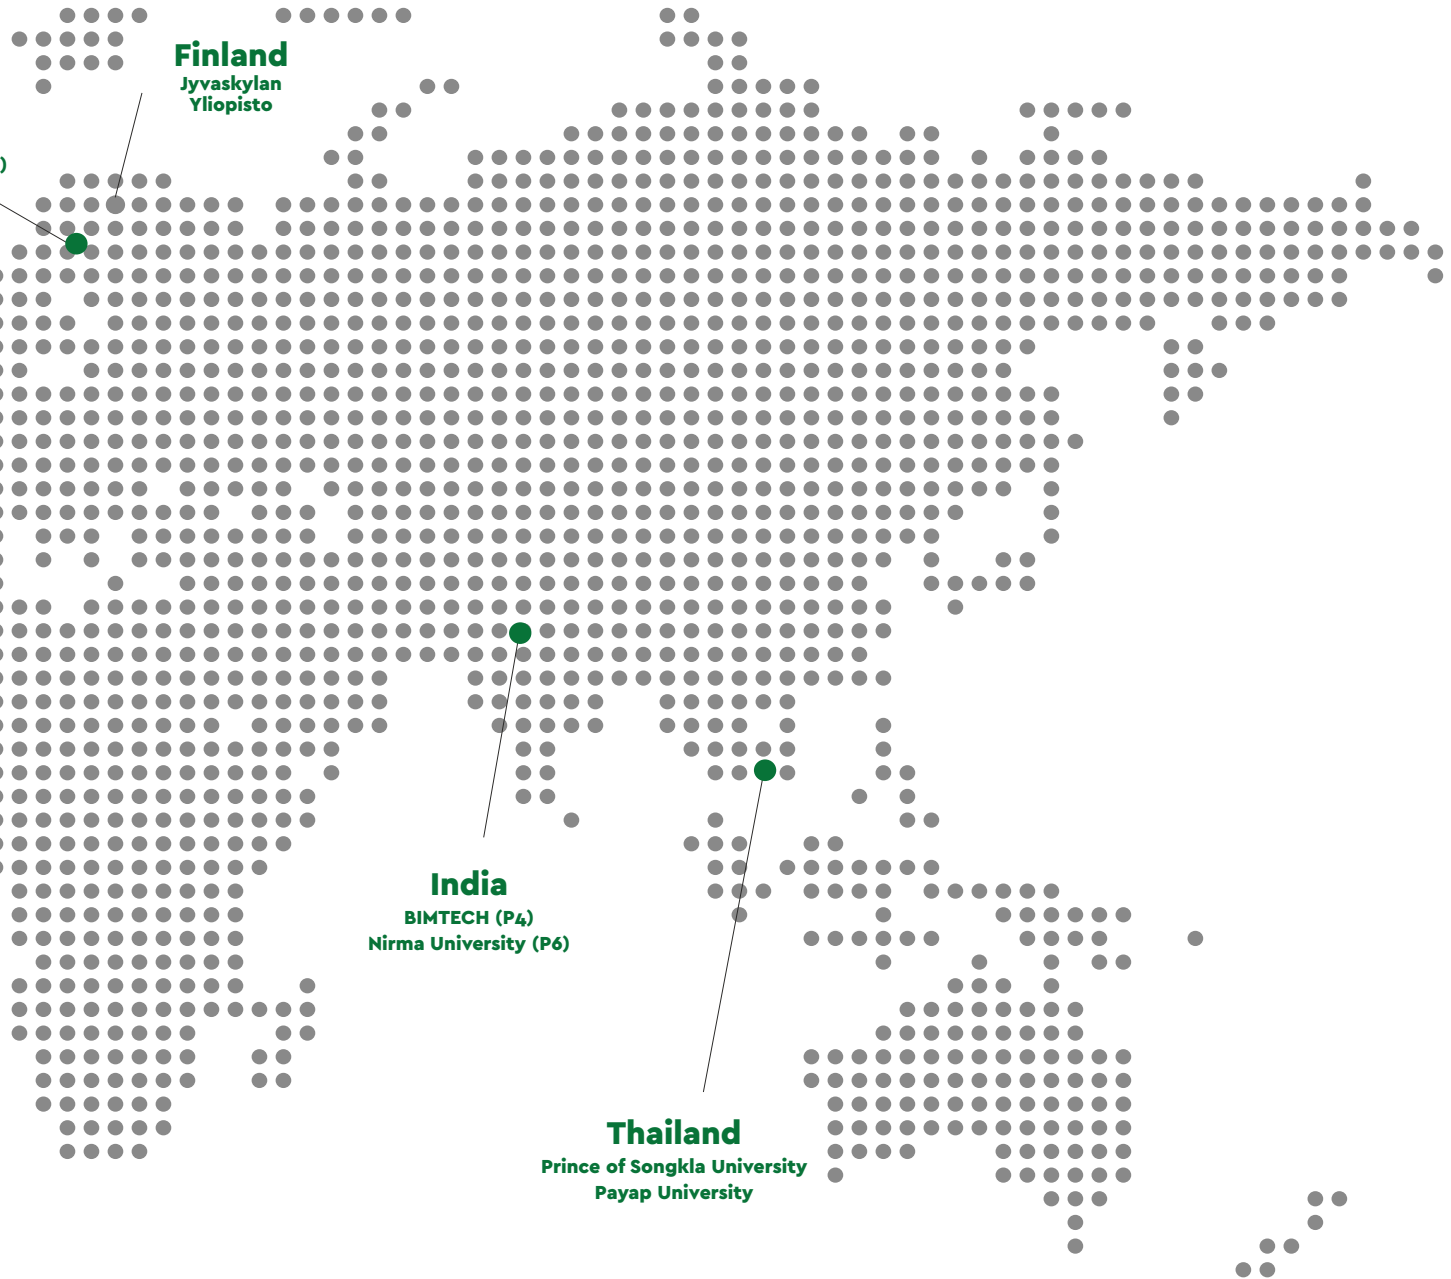 Finland
Jyvaskylan
Yliopisto
)
India
BIMTECH (P4)
Nirma University (P6)
Thailand
Prince of Songkla University
Payap University